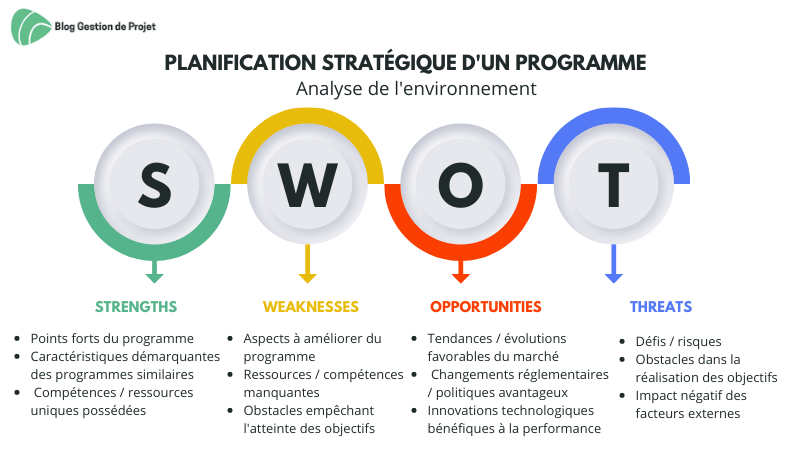 Blog Gestion de Projet
PLANIFICATION STRATÉGIQUE D'UN PROGRAMME
Analyse de l'environnement
S
W
O
T
STRENGTHS
Points forts du programme
Caractéristiques démarquantes
des programmes similaires
Compétences / ressources
uniques possédées
WEAKNESSES
Aspects à améliorer du
programme
Ressources / compétences
manquantes
Obstacles empêchant
l'atteinte des objectifs
OPPORTUNITIES
Tendances / évolutions
favorables du marché
Changements réglementaires
/ politiques avantageux
Innovations technologiques
bénéfiques à la performance
THREATS
Défis / risques
Obstacles dans la
réalisation des objectifs
Impact négatif des
facteurs externes